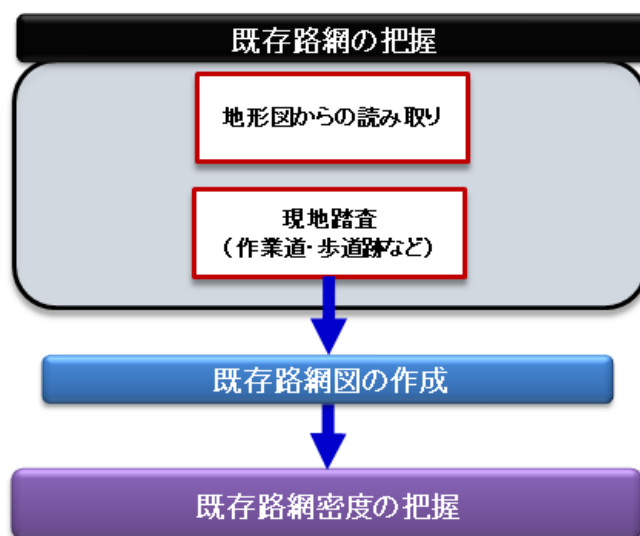 既存路網の把握
地形図からの読み取り
現地踏査
（作業道・歩道跡など）
既存路網図の作成
既存路網密度の把握